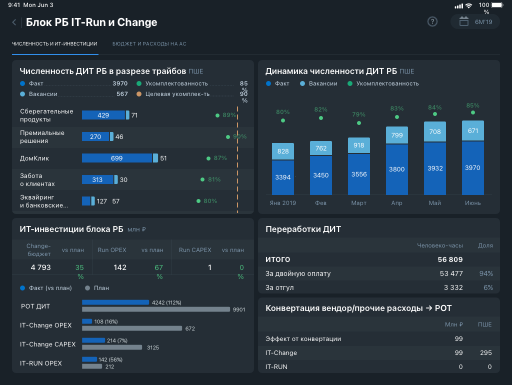 9:41 Mon Jun 3
100 %
Блок РБ IT-Run и Change
6М'19
ЧИСЛЕННОСТЬ И ИТ-ИНВЕСТИЦИИ
БЮДЖЕТ И РАСХОДЫ НА АС
Численность ДИТ РБ в разрезе трайбов ПШЕ
Факт 3970
Укомплектованность 85 %
Вакансии 567
Целевая укомплек-ть 90 %
Сберегательные продукты 429 71 86%
Премиальные решения 270 46
ДомКлик 699 51 87%
Забота о клиентах 313 30 81%
Эквайринг и банковские... 127 57 80%
Динамика численности ДИТ РБ ПШЕ
Факт
Вакансии
Укомплектованность
80% 82% 79% 83% 84% 85%
828 762 918 799 708 671
3394 3450 3556 3800 3932 3970
Янв 2019 Фев Март Апр Май Июнь
ИТ-инвестиции блока РБ МЛН ₽
Change-бюджет vs план Run OPEX vs план Run CAPEX vs план
4 793 35 % 142 67 % 1 0 %
Факт (vs план)
План
РОТ ДИТ 4242 (112%) 9901
IT-Change OPEX 108 (16%) 672
IT-Change CAPEX 214 (7%) 3125
IT-RUN OPEX 142 (56%) 212
Переработки ДИТ
Человеко-часы Доля
ИТОГО 56 809
За двойную оплату 53 477 94%
За отгул 3 332 6%
Конвертация вендор/прочие расходы → РОТ
Млн ₽ ПШЕ
Эффект от конвертации 99
IT-Change 99 295
IT-RUN 0 0